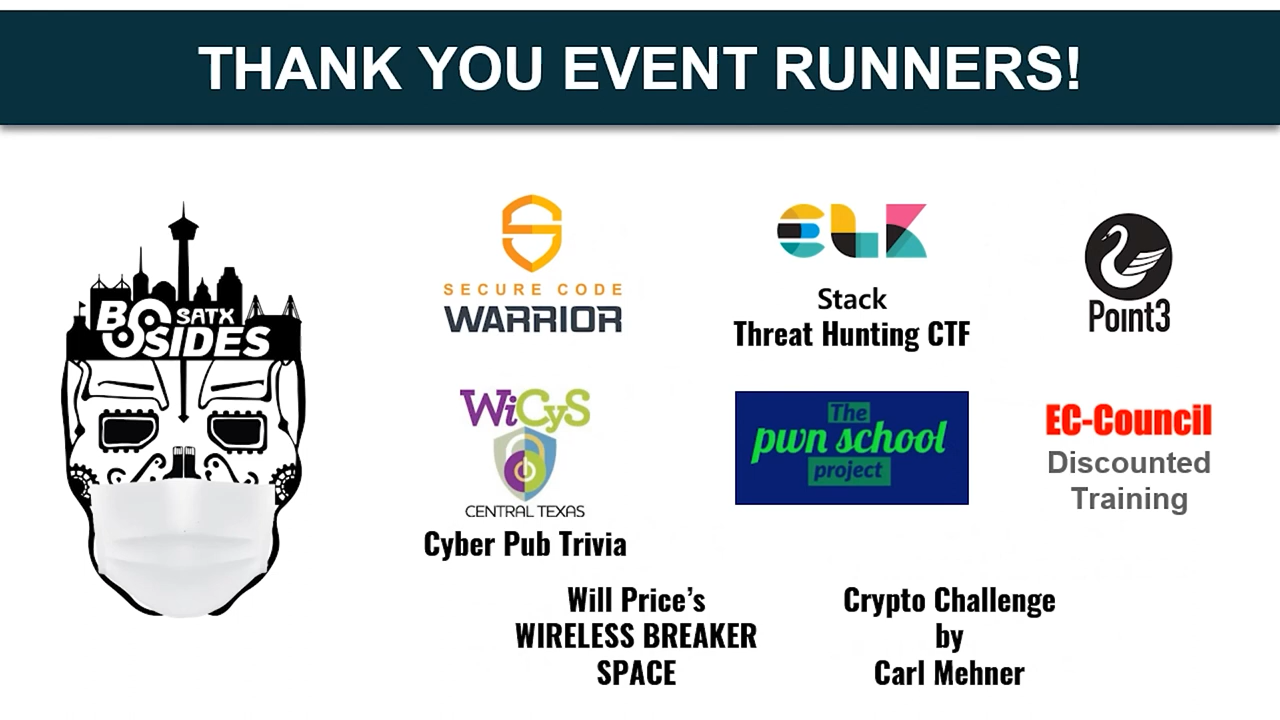 THANK YOU EVENT RUNNERS!
BSIDES
SATX
SECURE CODE
WARRIOR
ELK
Stack
Threat Hunting CTF
Point3
WiCyS
CENTRAL TEXAS
Cyber Pub Trivia
The
pwn school
project
EC-Council
Discounted
Training
Will Price’s
WIRELESS BREAKER
SPACE
Crypto Challenge
by
Carl Mehner